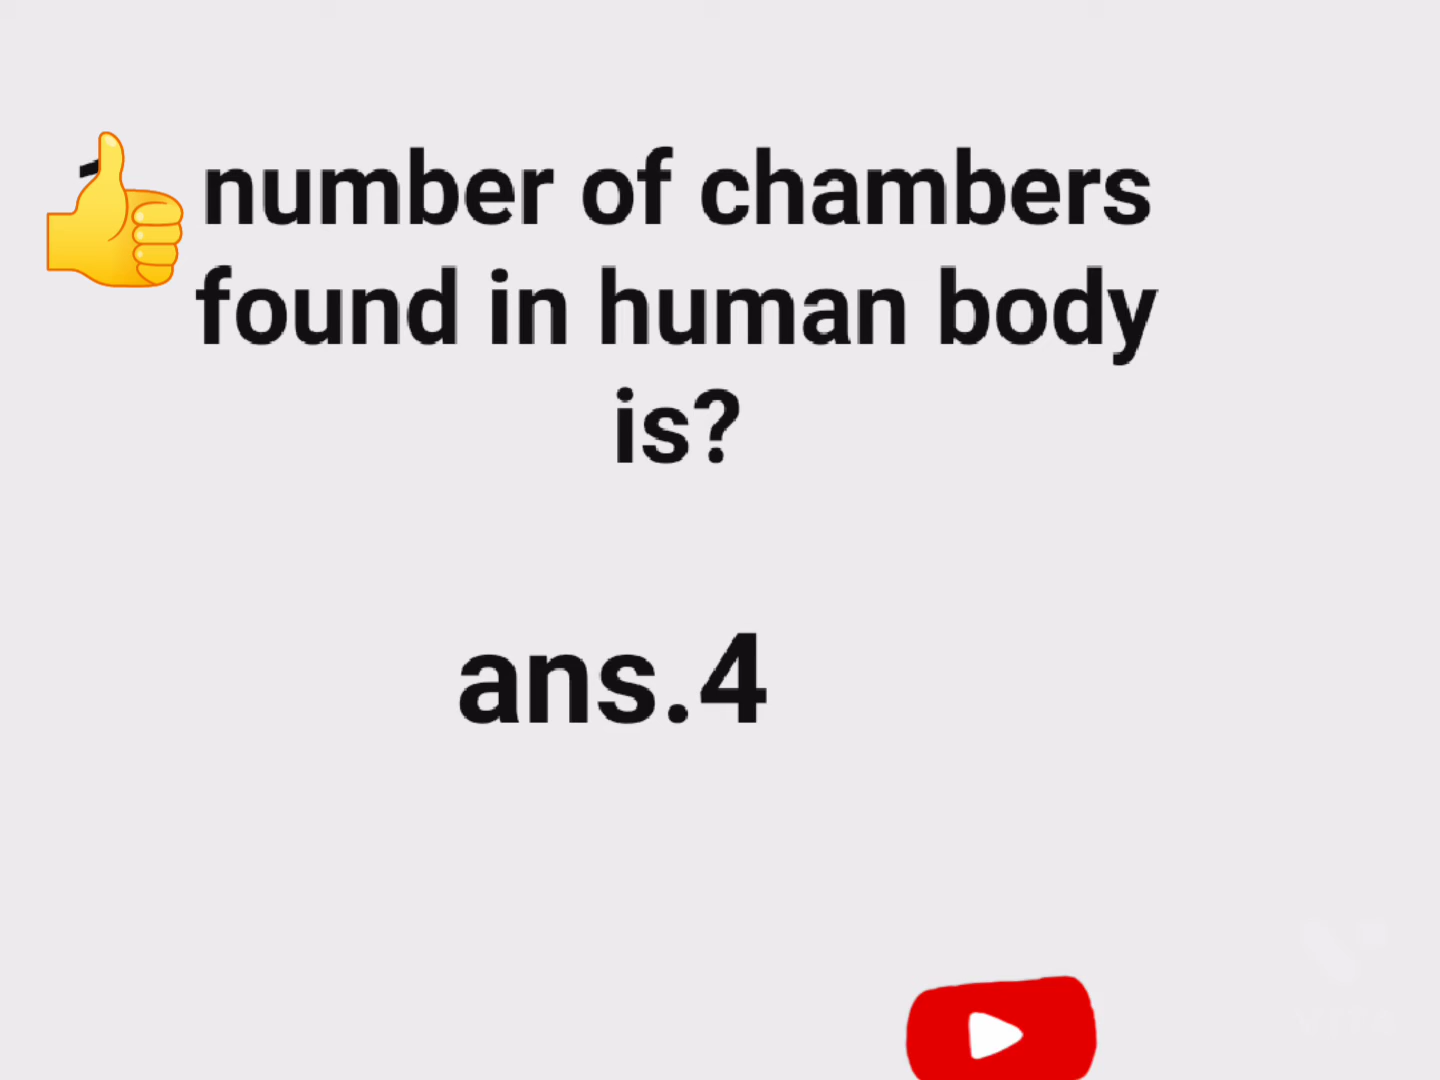 number of chambers
found in human body
is?
ans.4